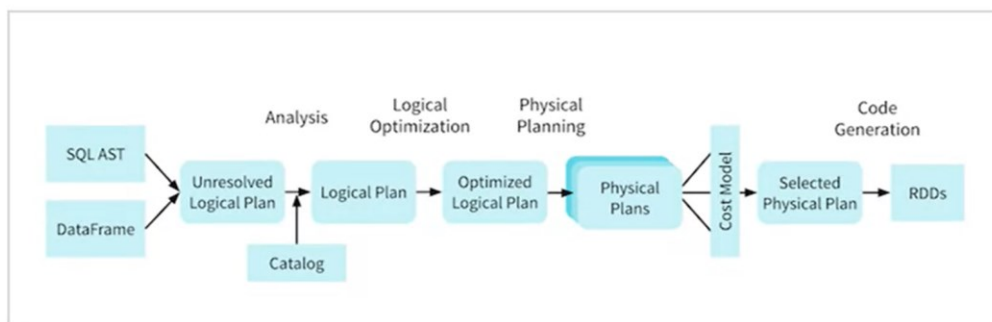 Analysis
Logical
Optimization
Physical
Planning
Code
Generation
SQL AST
DataFrame
Unresolved
Logical Plan
Catalog
Logical Plan
Optimized
Logical Plan
Physical
Plans
Cost Model
Selected
Physical Plan
RDDs